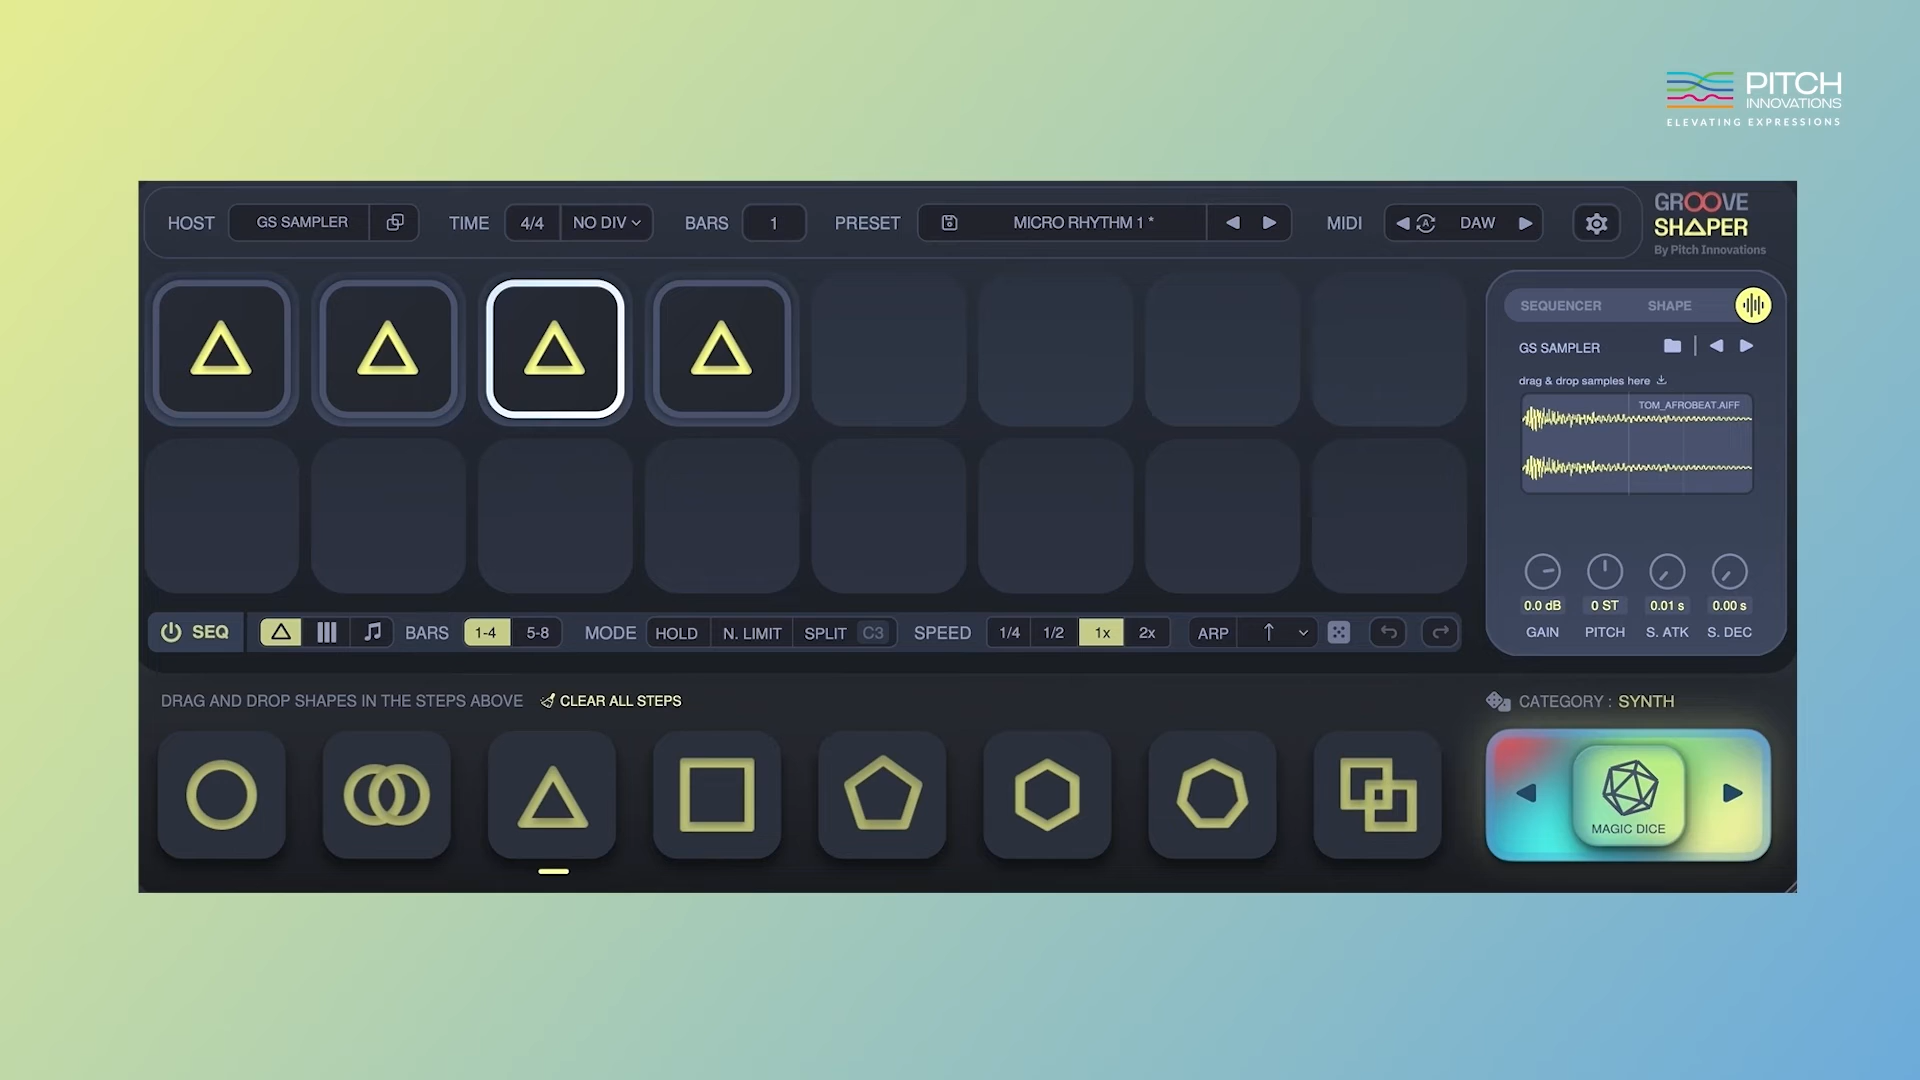 PITCH
INNOVATIONS
ELEVATING EXPRESSIONS
HOST GS SAMPLER TIME 4/4 NO DIV BARS 1 PRESET MICRO RHYTHM 1 * MIDI A DAW
GROOVE
SHAPER
By Pitch Innovations
SEQUENCER SHAPE
GS SAMPLER
drag & drop samples here
TOM_AFROBEAT.AIFF
0.0 dB 0 ST 0.01 s 0.00 s
GAIN PITCH S. ATK S. DEC
SEQ BARS 1-4 5-8 MODE HOLD N. LIMIT SPLIT C3 SPEED 1/4 1/2 1x 2x ARP
DRAG AND DROP SHAPES IN THE STEPS ABOVE CLEAR ALL STEPS
CATEGORY : SYNTH
MAGIC DICE